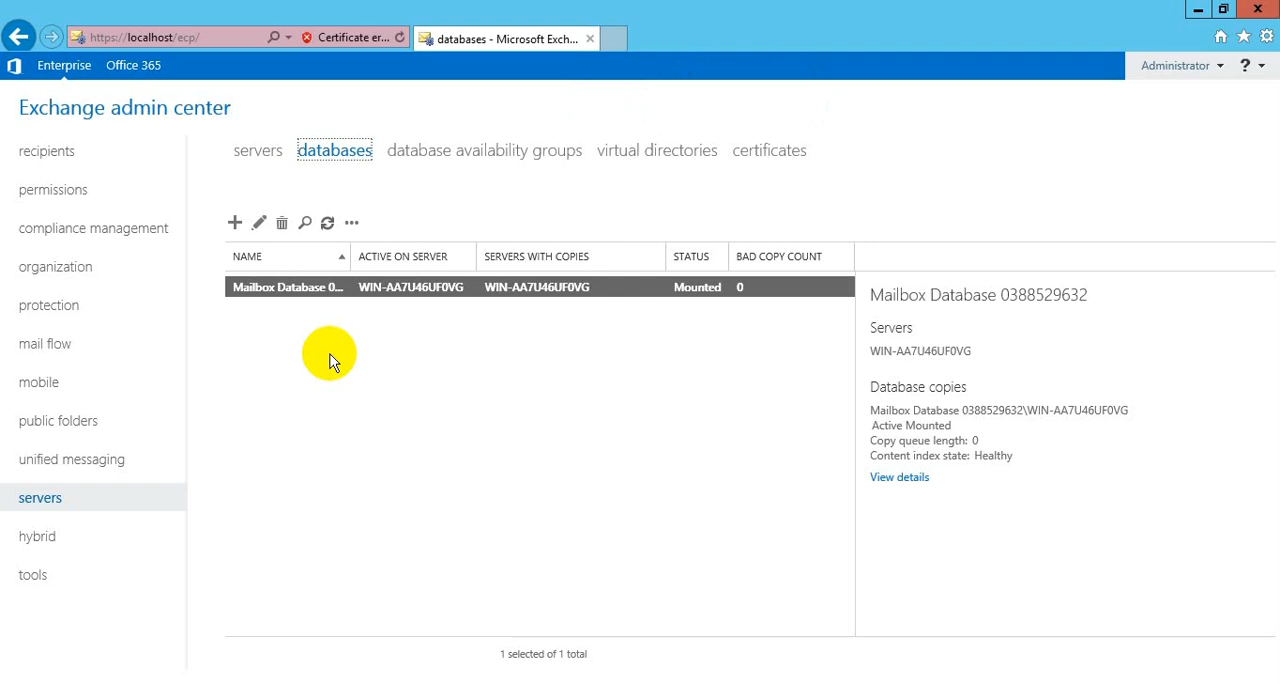 https://localhost/ecp/
Certificate er...
databases - Microsoft Exch...
Enterprise
Office 365
Administrator
?
Exchange admin center
recipients
permissions
compliance management
organization
protection
mail flow
mobile
public folders
unified messaging
servers
hybrid
tools
servers
databases
database availability groups
virtual directories
certificates
NAME
ACTIVE ON SERVER
SERVERS WITH COPIES
STATUS
BAD COPY COUNT
Mailbox Database 0...
WIN-AA7U46UF0VG
WIN-AA7U46UF0VG
Mounted
0
Mailbox Database 0388529632
Servers
WIN-AA7U46UF0VG
Database copies
Mailbox Database 0388529632\WIN-AA7U46UF0VG
Active Mounted
Copy queue length: 0
Content index state: Healthy
View details
1 selected of 1 total